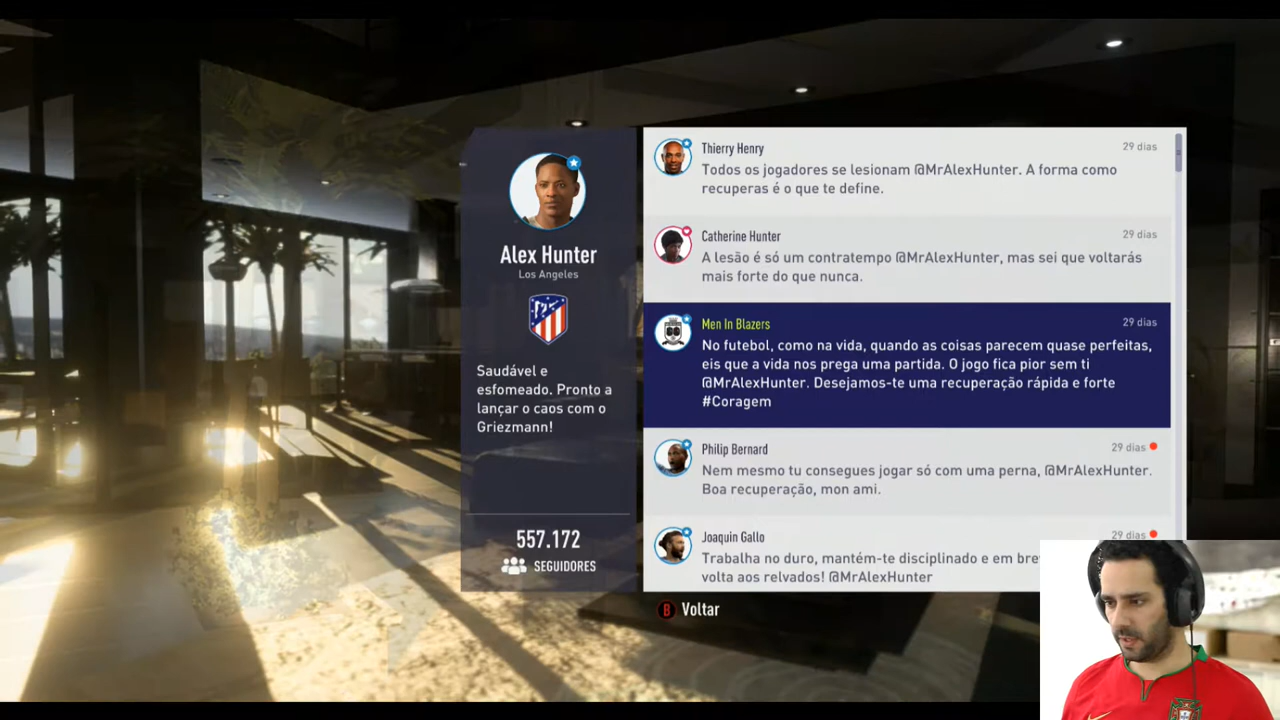 Alex Hunter
Los Angeles
Saudável e
esfomeado. Pronto a
lançar o caos com o
Griezmann!
557.172
SEGUIDORES
Thierry Henry
29 dias
Todos os jogadores se lesionam @MrAlexHunter. A forma como
recuperas é o que te define.
Catherine Hunter
29 dias
A lesão é só um contratempo @MrAlexHunter, mas sei que voltarás
mais forte do que nunca.
Men In Blazers
29 dias
No futebol, como na vida, quando as coisas parecem quase perfeitas,
eis que a vida nos prega uma partida. O jogo fica pior sem ti
@MrAlexHunter. Desejamos-te uma recuperação rápida e forte
#Coragem
Philip Bernard
29 dias
Nem mesmo tu consegues jogar só com uma perna, @MrAlexHunter.
Boa recuperação, mon ami.
Joaquin Gallo
29 dias
Trabalha no duro, mantém-te disciplinado e em
volta aos relvados! @MrAlexHunter
B Voltar